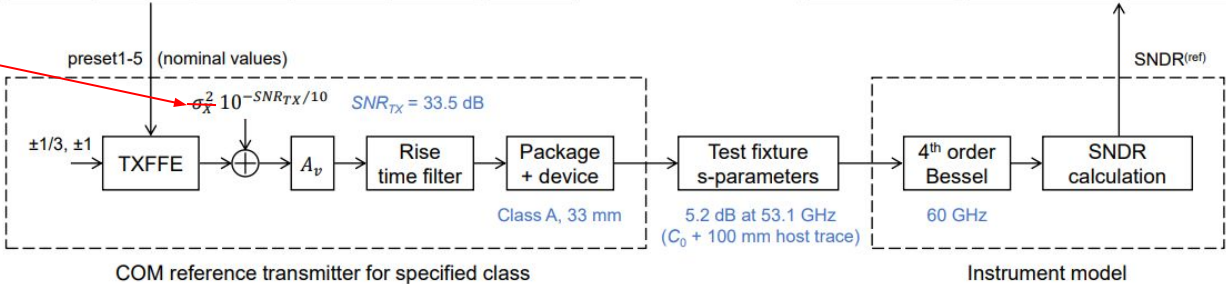 preset1-5 (nominal values)
SNDR(ref)
σ_X^2 10^{-SNR_TX/10} SNR_TX = 33.5 dB
±1/3, ±1
TXFFE
A_v
Rise
time filter
Package
+ device
Test fixture
s-parameters
4th order
Bessel
SNDR
calculation
Class A, 33 mm
5.2 dB at 53.1 GHz
(C_0 + 100 mm host trace)
60 GHz
COM reference transmitter for specified class
Instrument model